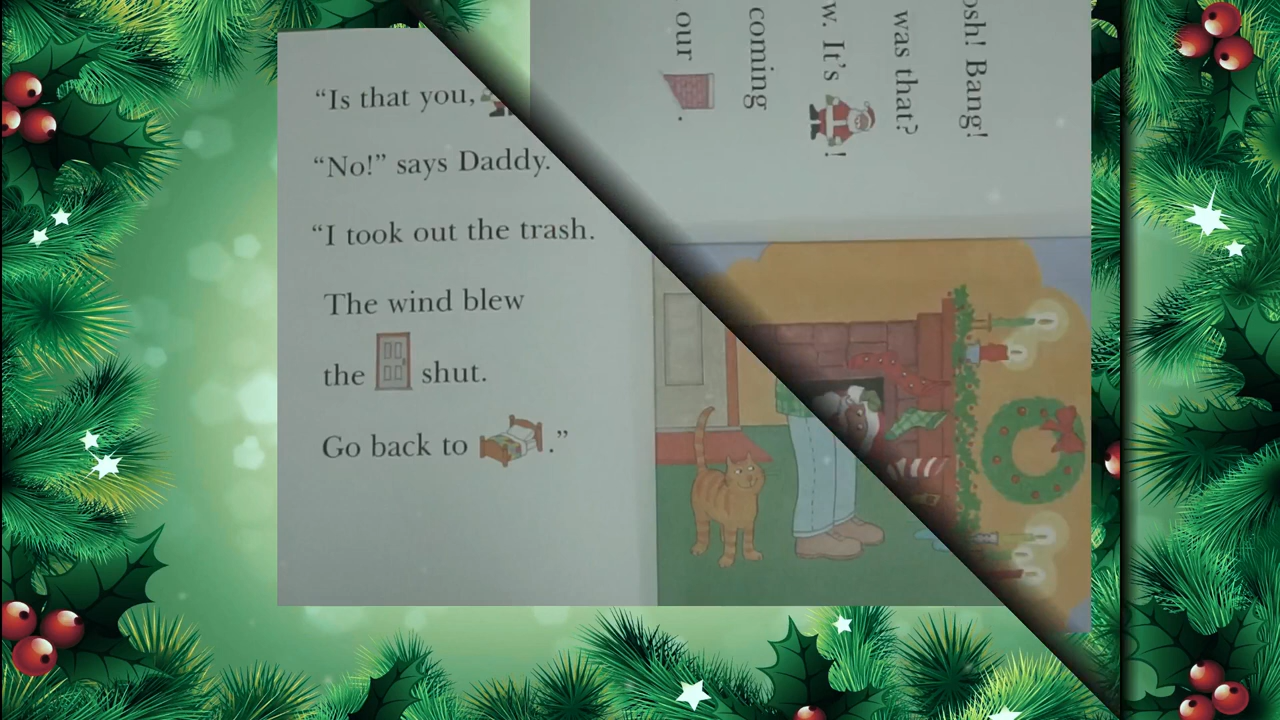 “Is that you,
“No!” says Daddy.
“I took out the trash.
The wind blew
the shut.
Go back to .”
osh! Bang!
was that?
w. It’s !
coming
our .